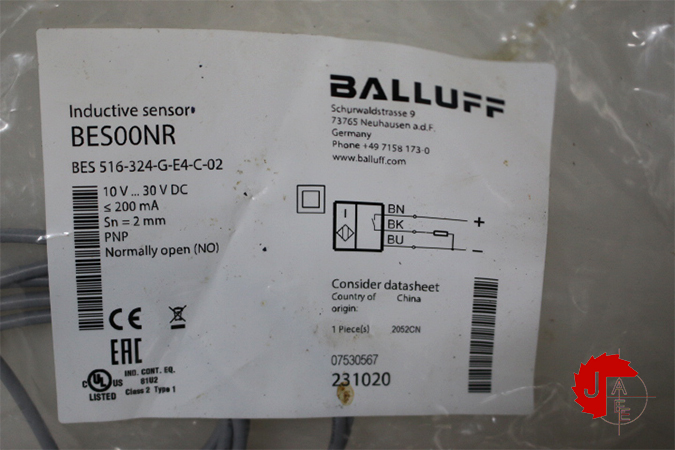 Inductive sensor
BES00NR
BES 516-324-G-E4-C-02
10 V ... 30 V DC
≤ 200 mA
Sn = 2 mm
PNP
Normally open (NO)
CE
EAC
c UL us
LISTED
IND. CONT. EQ.
81U2
Class 2 Type 1
BALLUFF
Schurwaldstrasse 9
73765 Neuhausen a.d.F.
Germany
Phone +49 7158 173-0
www.balluff.com
BN
+
BK
BU
−
Consider datasheet
Country of origin: China
1 Piece(s) 2052CN
07530567
231020